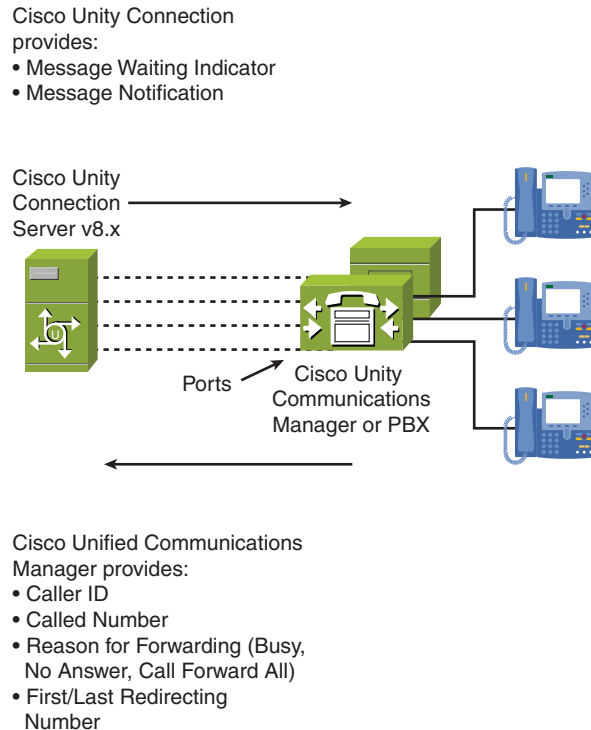 Cisco Unity Connection
provides:
• Message Waiting Indicator
• Message Notification
Cisco Unity
Connection
Server v8.x
U
Ports
Cisco Unity
Communications
Manager or PBX
Cisco Unified Communications
Manager provides:
• Caller ID
• Called Number
• Reason for Forwarding (Busy,
No Answer, Call Forward All)
• First/Last Redirecting
Number